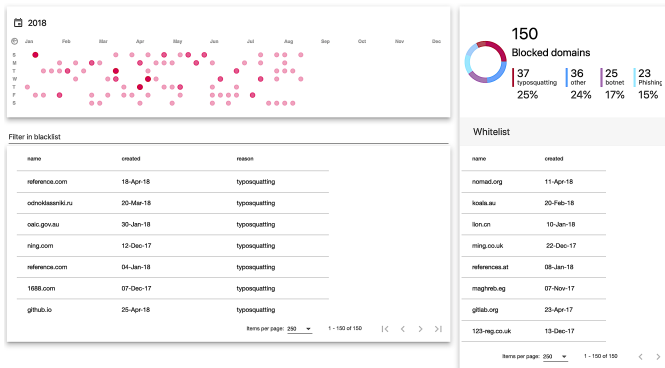 2018
Jan Feb Mar Apr May Jun Jul Aug Sep Oct Nov Dec
S
M
T
W
T
F
S
150
Blocked domains
37 36 25 23
typosquatting other botnet Phishing
25% 24% 17% 15%
Filter in blacklist
name created reason
reference.com 18-Apr-18 typosquatting
odnoklassniki.ru 20-Mar-18 typosquatting
oaic.gov.au 30-Jan-18 typosquatting
ning.com 12-Dec-17 typosquatting
reference.com 04-Jan-18 typosquatting
1688.com 07-Dec-17 typosquatting
github.io 25-Apr-18 typosquatting
Items per page: 250 1 - 150 of 150
Whitelist
name created
nomad.org 11-Apr-18
koala.au 20-Feb-18
lion.cn 10-Jan-18
ming.co.uk 22-Dec-17
references.at 08-Jan-18
maghreb.eg 07-Nov-17
gitlab.org 23-Apr-17
123-reg.co.uk 13-Dec-17
Items per page: 250 1 - 150 of 150